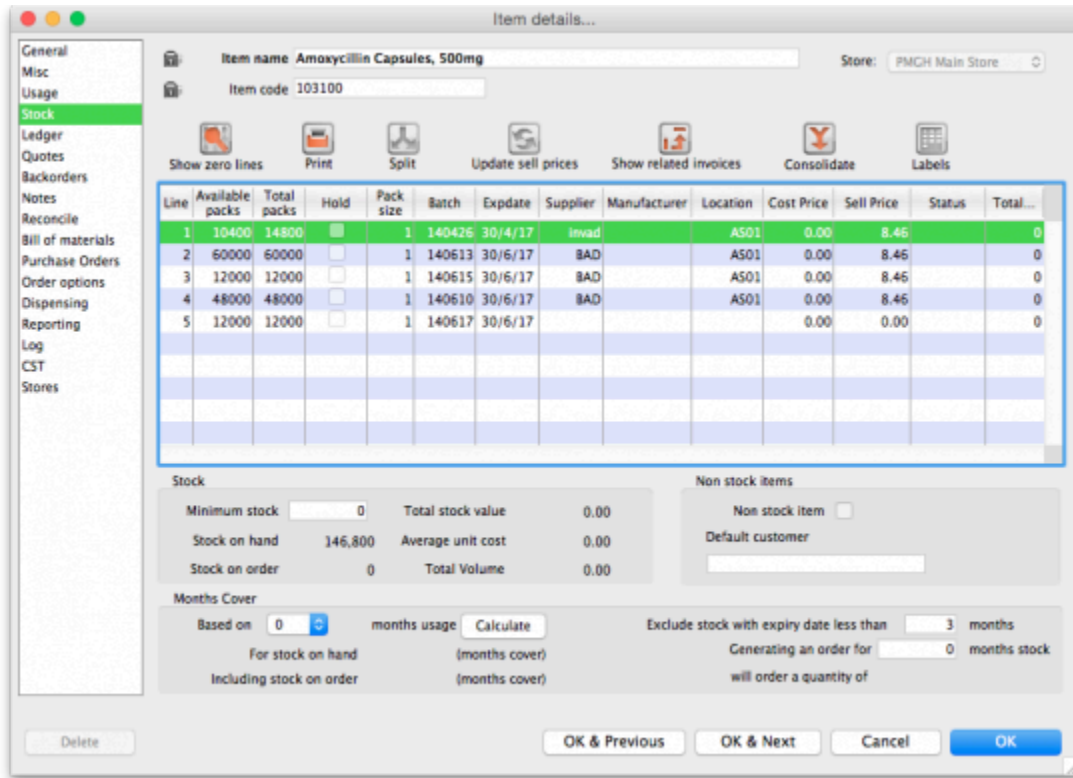 Item details...
General
Misc
Usage
Stock
Ledger
Quotes
Backorders
Notes
Reconcile
Bill of materials
Purchase Orders
Order options
Dispensing
Reporting
Log
CST
Stores
Item name Amoxycillin Capsules, 500mg Store: PMGH Main Store
Item code 103100
Show zero lines Print Split Update sell prices Show related invoices Consolidate Labels
Line Available packs Total packs Hold Pack size Batch Expdate Supplier Manufacturer Location Cost Price Sell Price Status Total...
1 10400 14800 1 140426 30/4/17 invad AS01 0.00 8.46 0
2 60000 60000 1 140613 30/6/17 BAD AS01 0.00 8.46 0
3 12000 12000 1 140615 30/6/17 BAD AS01 0.00 8.46 0
4 48000 48000 1 140610 30/6/17 BAD AS01 0.00 8.46 0
5 12000 12000 1 140617 30/6/17 0.00 0.00 0
Stock Non stock items
Minimum stock 0 Total stock value 0.00 Non stock item
Stock on hand 146,800 Average unit cost 0.00 Default customer
Stock on order 0 Total Volume 0.00
Months Cover
Based on 0 months usage Calculate Exclude stock with expiry date less than 3 months
For stock on hand (months cover) Generating an order for 0 months stock
Including stock on order (months cover) will order a quantity of
Delete OK & Previous OK & Next Cancel OK